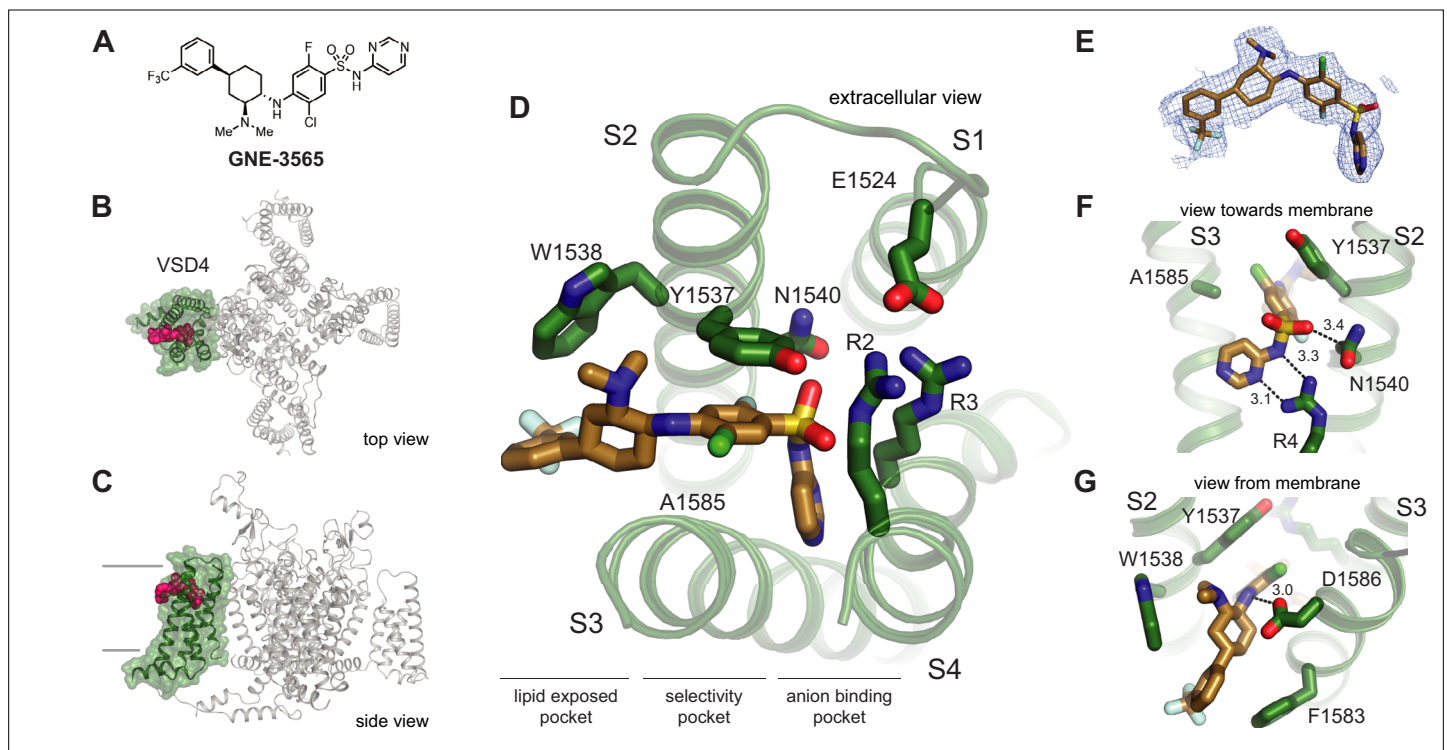 A
F
O
O
S
N
N
NH
F₃C
N
H
Cl
N
Me
Me
GNE-3565
B
VSD4
top view
C
side view
D
extracellular view
S2
S1
E1524
W1538
Y1537
N1540
R2
R3
A1585
S3
S4
lipid exposed
pocket
selectivity
pocket
anion binding
pocket
E
F
view towards membrane
S3
Y1537
S2
A1585
3.4
3.3
N1540
3.1
R4
G
view from membrane
S2
Y1537
S3
W1538
D1586
3.0
F1583